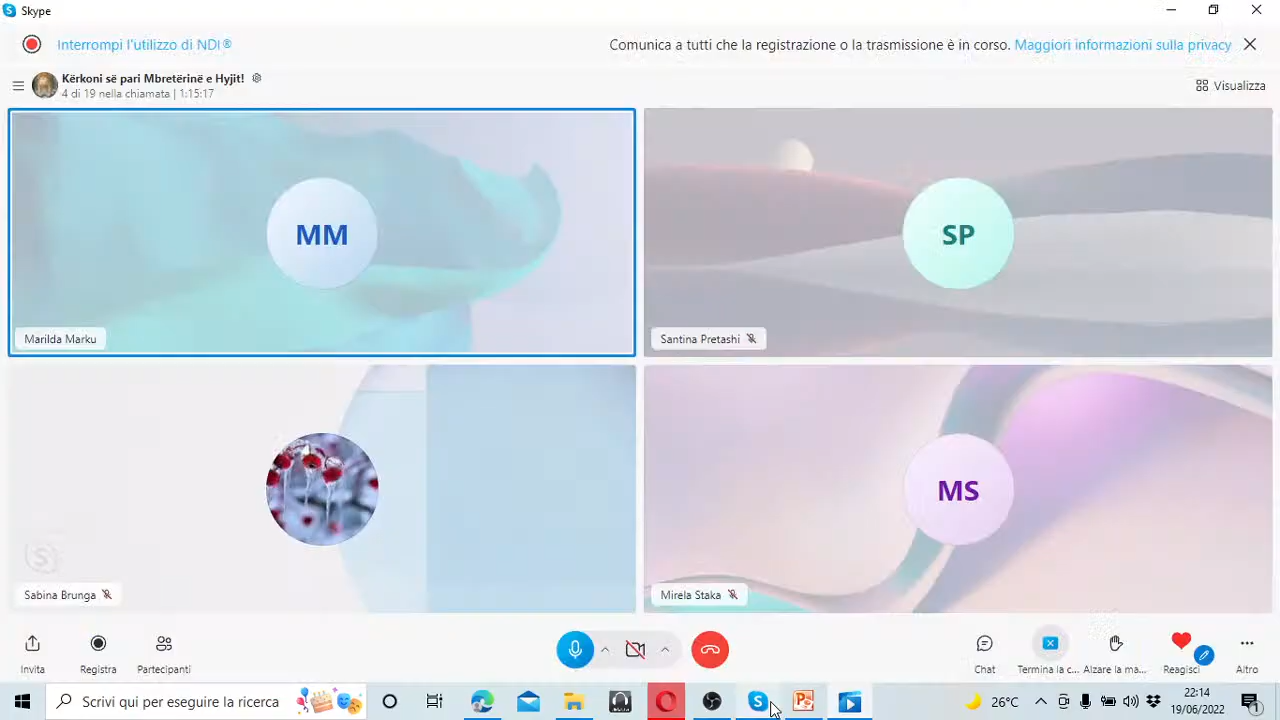 Skype
Interrompi l'utilizzo di NDI®
Comunica a tutti che la registrazione o la trasmissione è in corso. Maggiori informazioni sulla privacy
Kërkoni së pari Mbretërinë e Hyjit!
4 di 19 nella chiamata | 1:15:17
Visualizza
MM
SP
Marilda Marku
Santina Pretashi
MS
Sabina Brunga
Mirela Staka
Invita
Registra
Partecipanti
Chat
Termina la c...
Alzare la ma...
Reagisci
Altro
Scrivi qui per eseguire la ricerca
26°C
22:14
19/06/2022
1